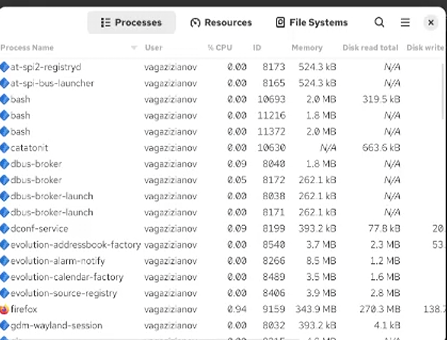 Processes Resources File Systems
Process Name User % CPU ID Memory Disk read total Disk write
at-spi2-registryd vagazizianov 0.00 8173 524.3 kB N/A
at-spi-bus-launcher vagazizianov 0.00 8165 524.3 kB N/A
bash vagazizianov 0.00 10693 2.0 MB 319.5 kB
bash vagazizianov 0.00 11216 1.8 MB N/A
bash vagazizianov 0.00 11372 2.0 MB N/A
catatonit vagazizianov 0.00 10630 N/A 663.6 kB
dbus-broker vagazizianov 0.09 8040 1.8 MB N/A
dbus-broker vagazizianov 0.05 8172 262.1 kB N/A
dbus-broker-launch vagazizianov 0.00 8038 262.1 kB N/A
dbus-broker-launch vagazizianov 0.00 8171 262.1 kB N/A
dconf-service vagazizianov 0.09 8199 393.2 kB 77.8 kB 20.
evolution-addressbook-factory vagazizianov 0.00 8540 3.7 MB 2.3 MB 53.
evolution-alarm-notify vagazizianov 0.00 8266 8.5 MB 1.2 MB
evolution-calendar-factory vagazizianov 0.00 8489 3.5 MB 1.6 MB
evolution-source-registry vagazizianov 0.00 8406 3.9 MB 2.8 MB
firefox vagazizianov 0.94 9159 343.9 MB 270.3 MB 138.
gdm-wayland-session vagazizianov 0.00 8032 393.2 kB 4.1 kB